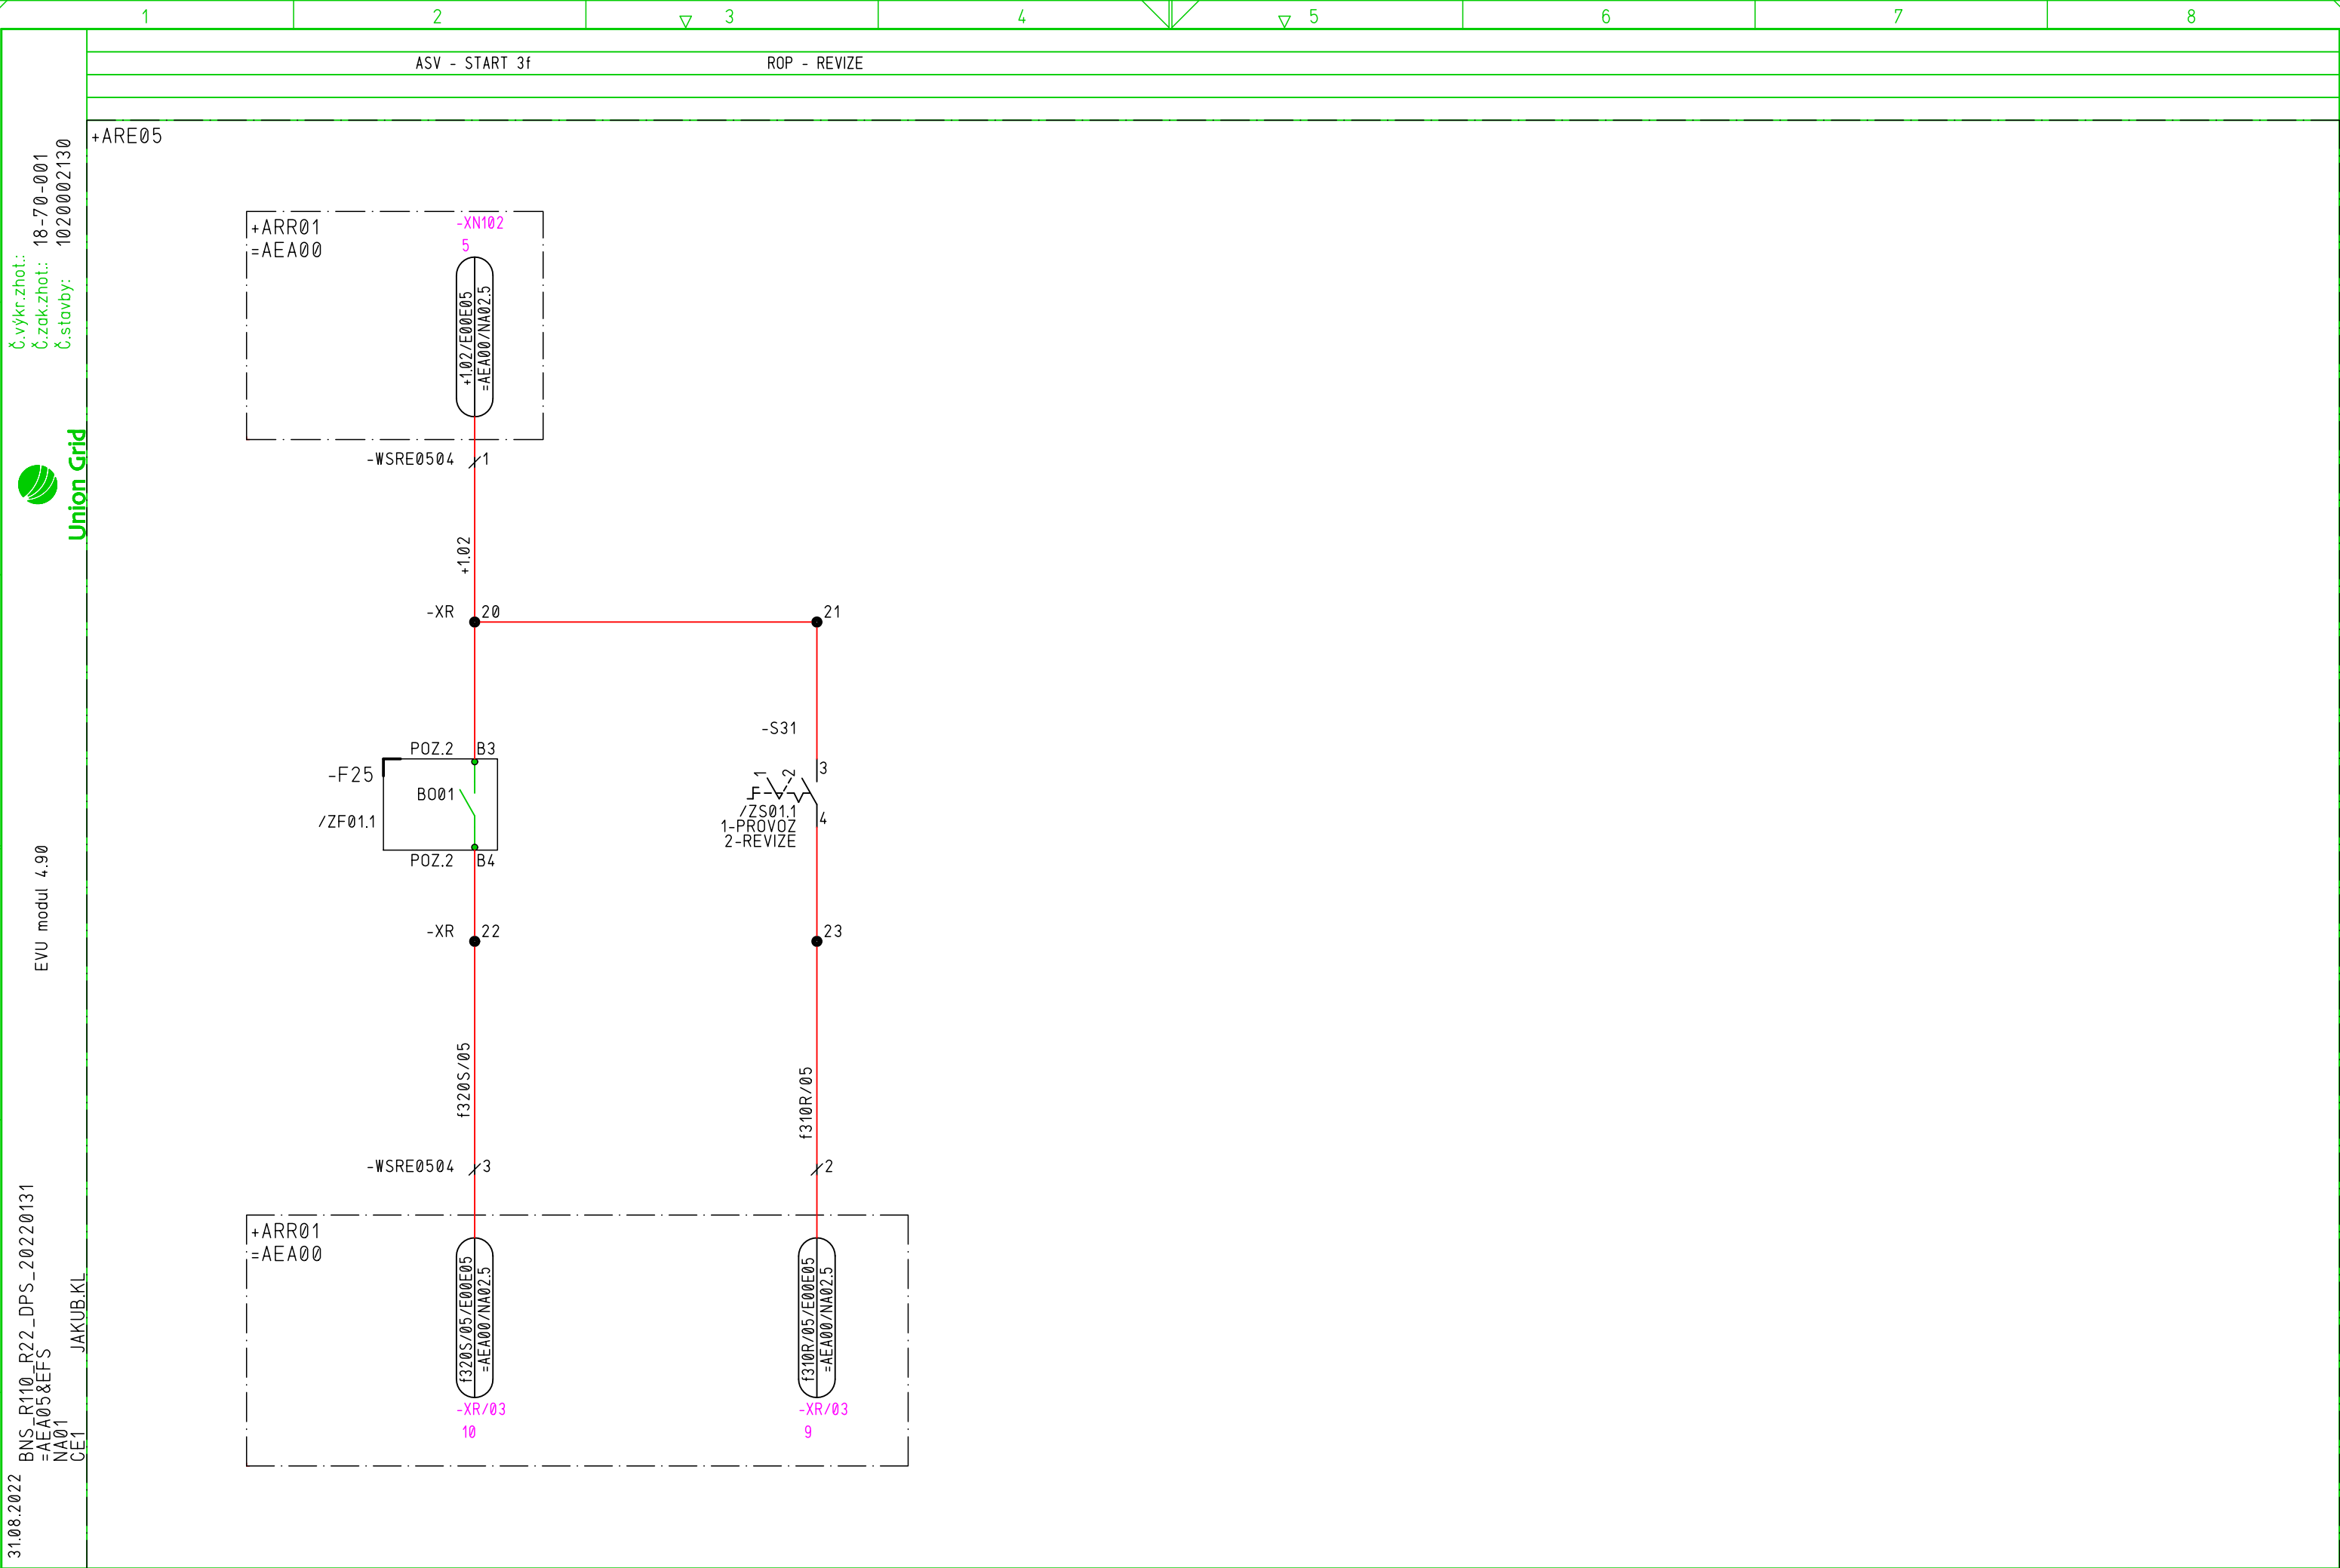 1 2 3 4 5 6 7 8
ASV - START 3f
ROP - REVIZE
+ARE05
Č.výkr.zhot.:
Č.zak.zhot.: 18-70-001
Č.stavby: 1020002130
Union Grid
EVU modul 4.90
BNS_R110_R22_DPS_20220131
=AEA05&EFS
NA01
CE1
JAKUB.KL
31.08.2022
+ARR01
=AEA00
-XN102
5
+1.02/E00E05
=AEA00/NA02.5
-WSRE0504 1
+1.02
-XR 20
21
-S31
POZ.2 B3
-F25
BO01
/ZF01.1
POZ.2 B4
1 2 3
/ZS01.1
4
1-PROVOZ
2-REVIZE
-XR 22
23
f320S/05
f310R/05
-WSRE0504 3
2
+ARR01
=AEA00
f320S/05/E00E05
=AEA00/NA02.5
f310R/05/E00E05
=AEA00/NA02.5
-XR/03
10
-XR/03
9